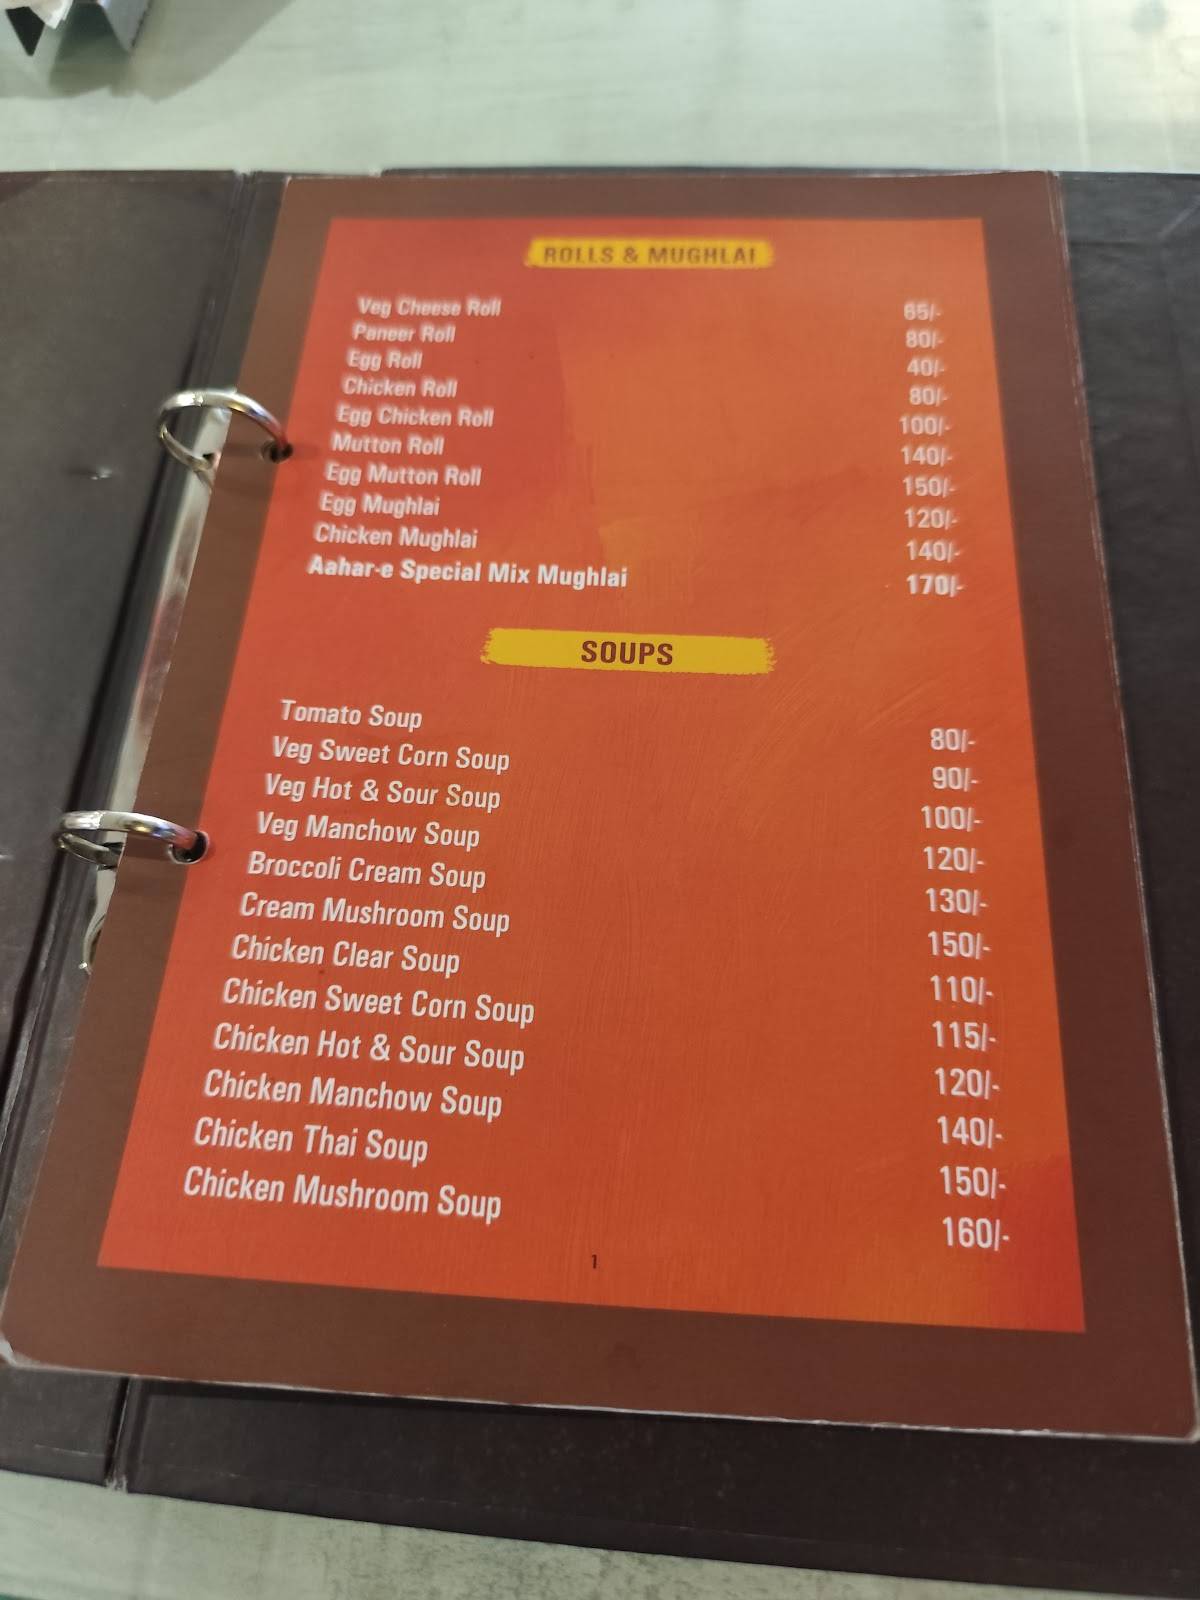 ROLLS & MUGHLAI
Veg Cheese Roll 65/-
Paneer Roll 80/-
Egg Roll 40/-
Chicken Roll 80/-
Egg Chicken Roll 100/-
Mutton Roll 140/-
Egg Mutton Roll 150/-
Egg Mughlai 120/-
Chicken Mughlai 140/-
Aahar-e Special Mix Mughlai 170/-
SOUPS
Tomato Soup 80/-
Veg Sweet Corn Soup 90/-
Veg Hot & Sour Soup 100/-
Veg Manchow Soup 120/-
Broccoli Cream Soup 130/-
Cream Mushroom Soup 150/-
Chicken Clear Soup 110/-
Chicken Sweet Corn Soup 115/-
Chicken Hot & Sour Soup 120/-
Chicken Manchow Soup 140/-
Chicken Thai Soup 150/-
Chicken Mushroom Soup 160/-
1